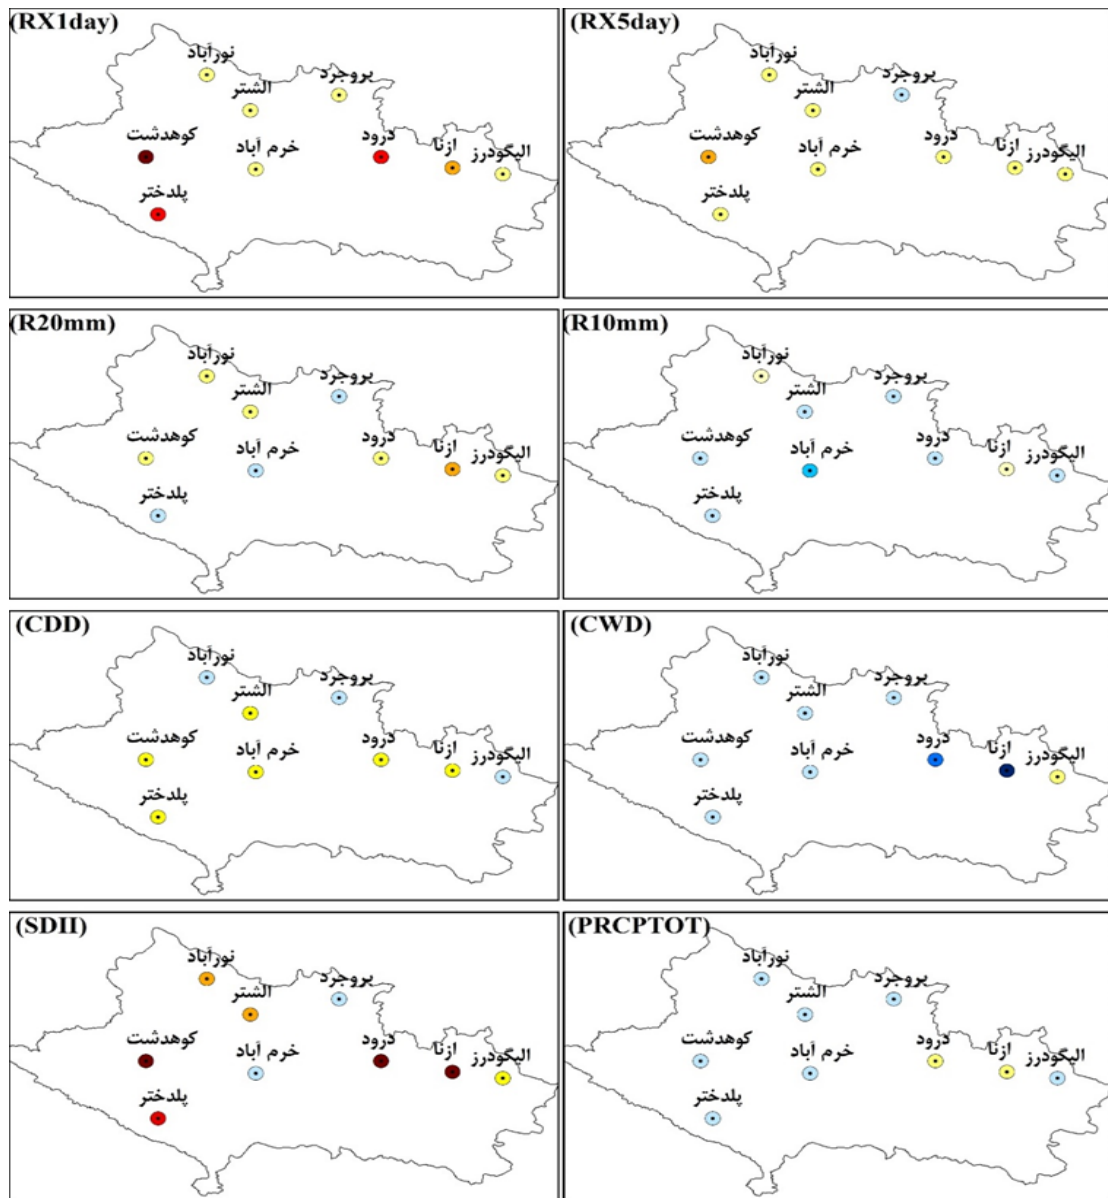 (RX1day)
نورآباد
بروجرد
الشتر
کوهدشت
خرم آباد
درود
ازنا
الیگودرز
پلدختر
(RX5day)
نورآباد
بروجرد
الشتر
کوهدشت
خرم آباد
درود
ازنا
الیگودرز
پلدختر
(R20mm)
نورآباد
بروجرد
الشتر
کوهدشت
خرم آباد
درود
ازنا
الیگودرز
پلدختر
(R10mm)
نورآباد
بروجرد
الشتر
کوهدشت
خرم آباد
درود
ازنا
الیگودرز
پلدختر
(CDD)
نورآباد
بروجرد
الشتر
کوهدشت
خرم آباد
درود
ازنا
الیگودرز
پلدختر
(CWD)
نورآباد
بروجرد
الشتر
کوهدشت
خرم آباد
درود
ازنا
الیگودرز
پلدختر
(SDII)
نورآباد
بروجرد
الشتر
کوهدشت
خرم آباد
درود
ازنا
الیگودرز
پلدختر
(PRCPTOT)
نورآباد
بروجرد
الشتر
کوهدشت
خرم آباد
درود
ازنا
الیگودرز
پلدختر